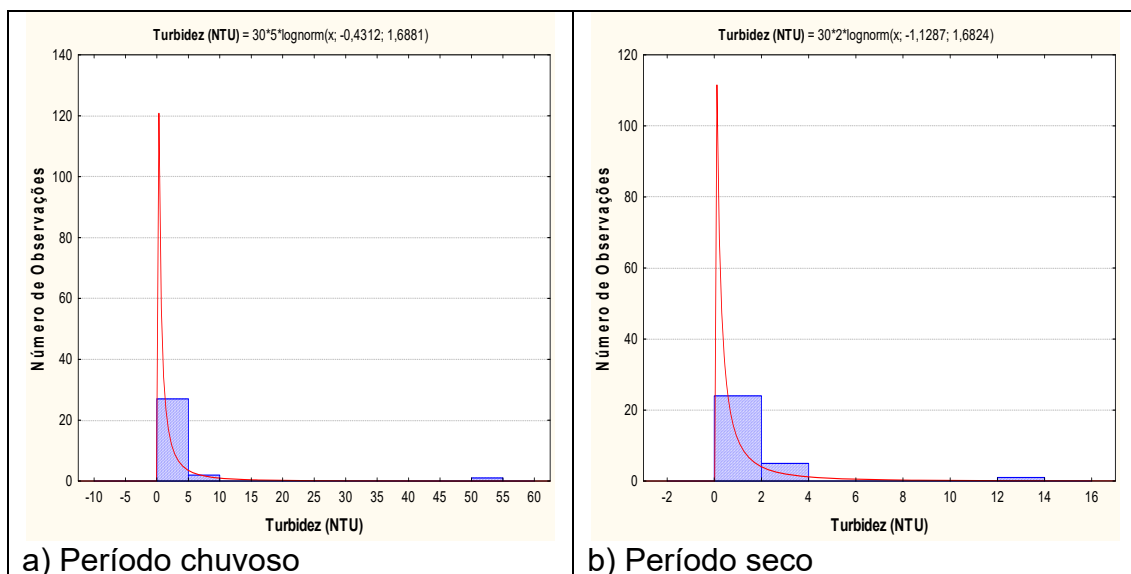 Turbidez (NTU) = 30*5*lognorm(x; -0,4312; 1,6881)
140
120
100
80
60
40
20
0
Número de Observações
-10 -5 0 5 10 15 20 25 30 35 40 45 50 55 60
Turbidez (NTU)
a) Período chuvoso
Turbidez (NTU) = 30*2*lognorm(x; -1,1287; 1,6824)
120
100
80
60
40
20
0
Número de Observações
-2 0 2 4 6 8 10 12 14 16
Turbidez (NTU)
b) Período seco